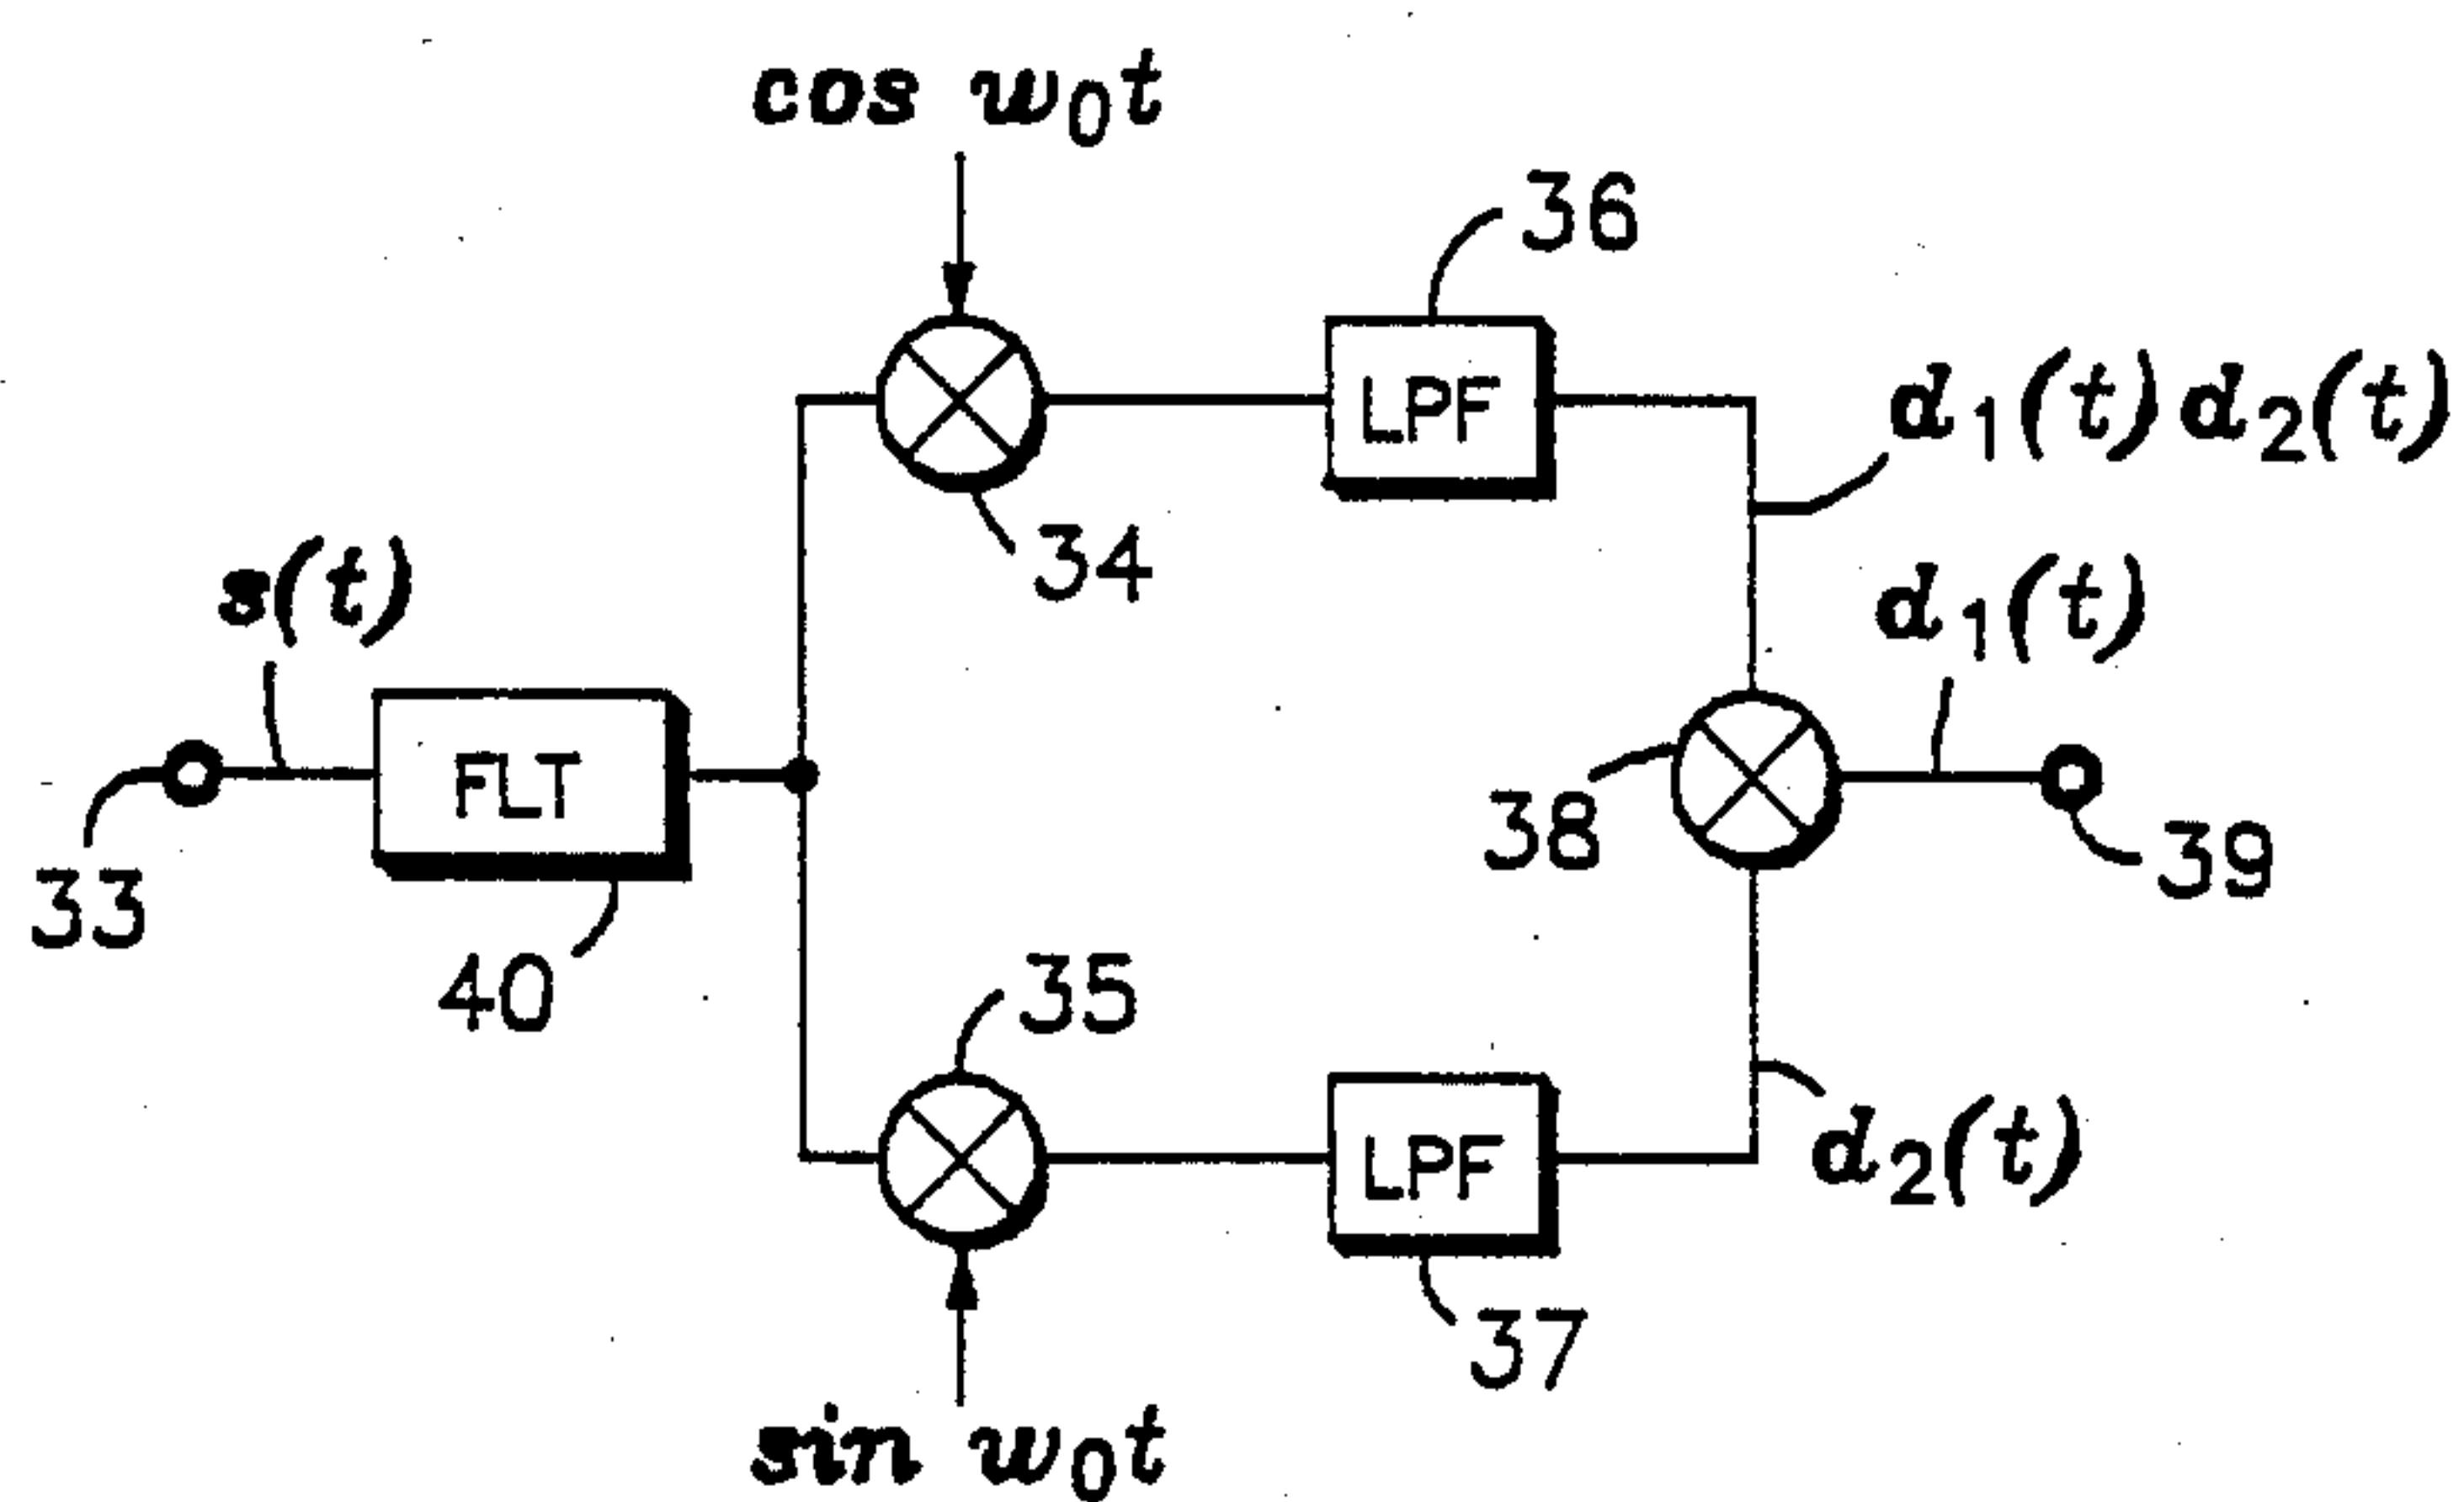 cos w0t
36
LPF
d1(t)d2(t)
34
s(t)
d1(t)
FLT
33
38
39
40
35
LPF
d2(t)
37
sin w0t